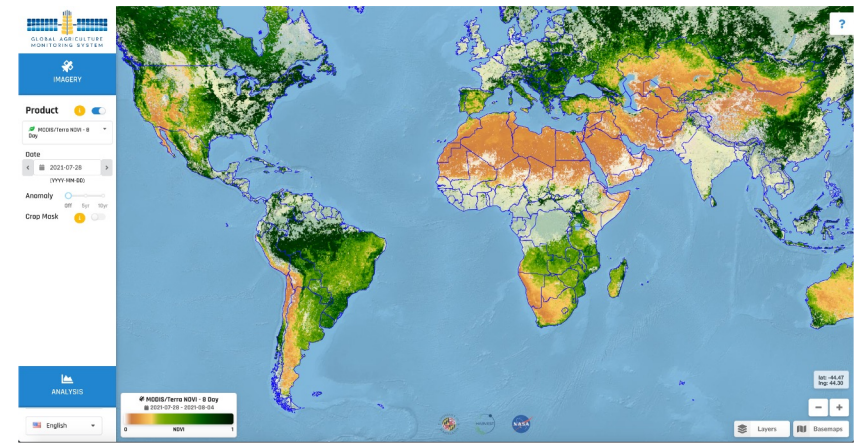 GLOBAL AGRICULTURE
MONITORING SYSTEM
IMAGERY
Product
MODIS/Terra NDVI - 8
Day
Date
2021-07-28
(YYYY-MM-DD)
Anomaly
Off 5yr 10yr
Crop Mask
ANALYSIS
English
?
MODIS/Terra NDVI - 8 Day
2021-07-28 - 2021-08-04
0 NDVI 1
NASA
lat: -44.47
lng: 44.30
− +
Layers
Basemaps